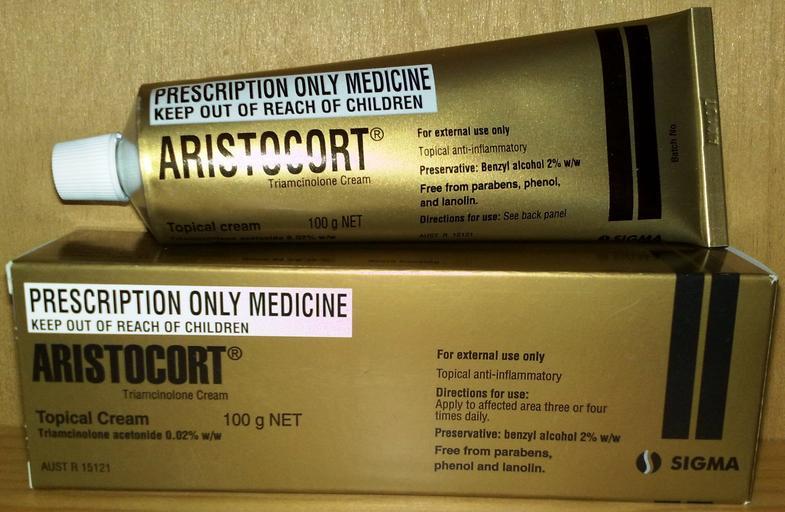 PRESCRIPTION ONLY MEDICINE
KEEP OUT OF REACH OF CHILDREN
ARISTOCORT®
Triamcinolone Cream
Topical cream 100 g NET
Triamcinolone acetonide 0.02% w/w
For external use only
Topical anti-inflammatory
Preservative: Benzyl alcohol 2% w/w
Free from parabens, phenol,
and lanolin.
Directions for use: See back panel
AUST R 15121
SIGMA
Batch No.
PRESCRIPTION ONLY MEDICINE
KEEP OUT OF REACH OF CHILDREN
ARISTOCORT®
Triamcinolone Cream
Topical Cream 100 g NET
Triamcinolone acetonide 0.02% w/w
AUST R 15121
For external use only
Topical anti-inflammatory
Directions for use:
Apply to affected area three or four
times daily.
Preservative: benzyl alcohol 2% w/w
Free from parabens,
phenol and lanolin.
SIGMA